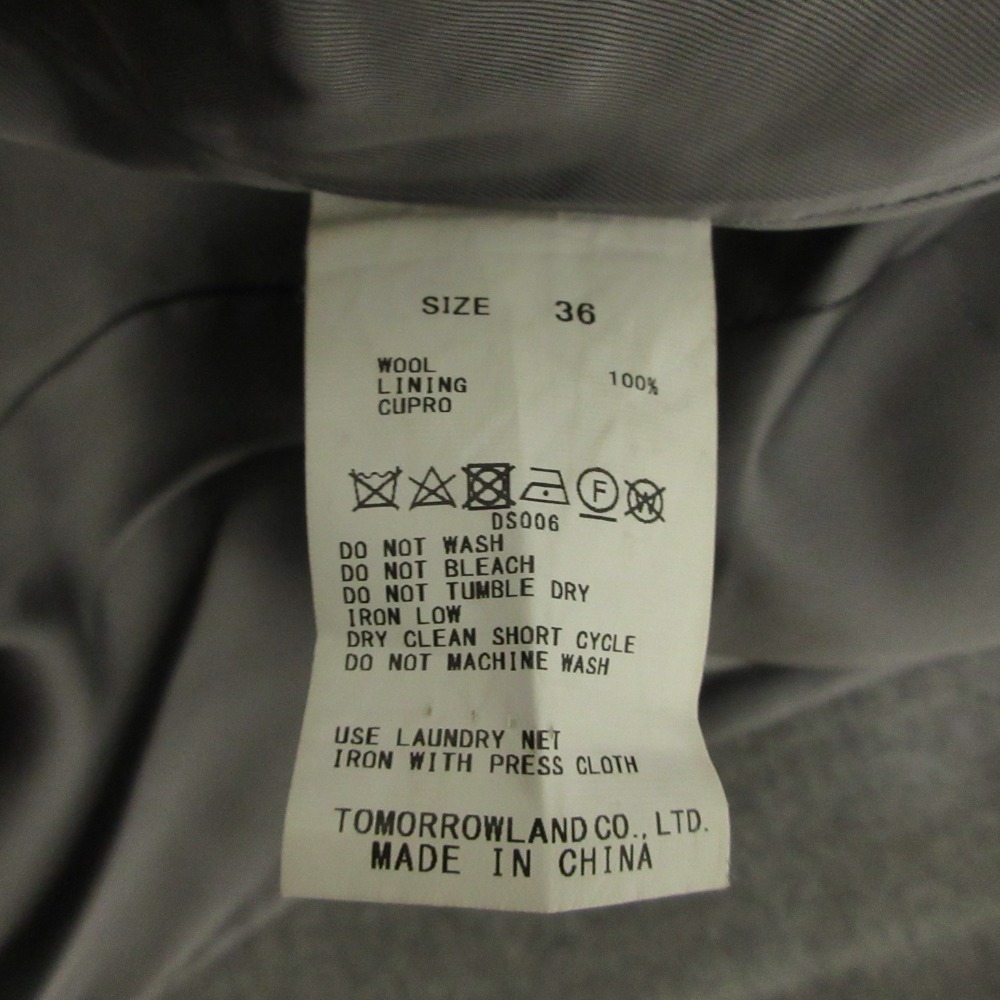 SIZE 36
WOOL
LINING 100%
CUPRO
F W
DS006
DO NOT WASH
DO NOT BLEACH
DO NOT TUMBLE DRY
IRON LOW
DRY CLEAN SHORT CYCLE
DO NOT MACHINE WASH
USE LAUNDRY NET
IRON WITH PRESS CLOTH
TOMORROWLAND CO., LTD.
MADE IN CHINA